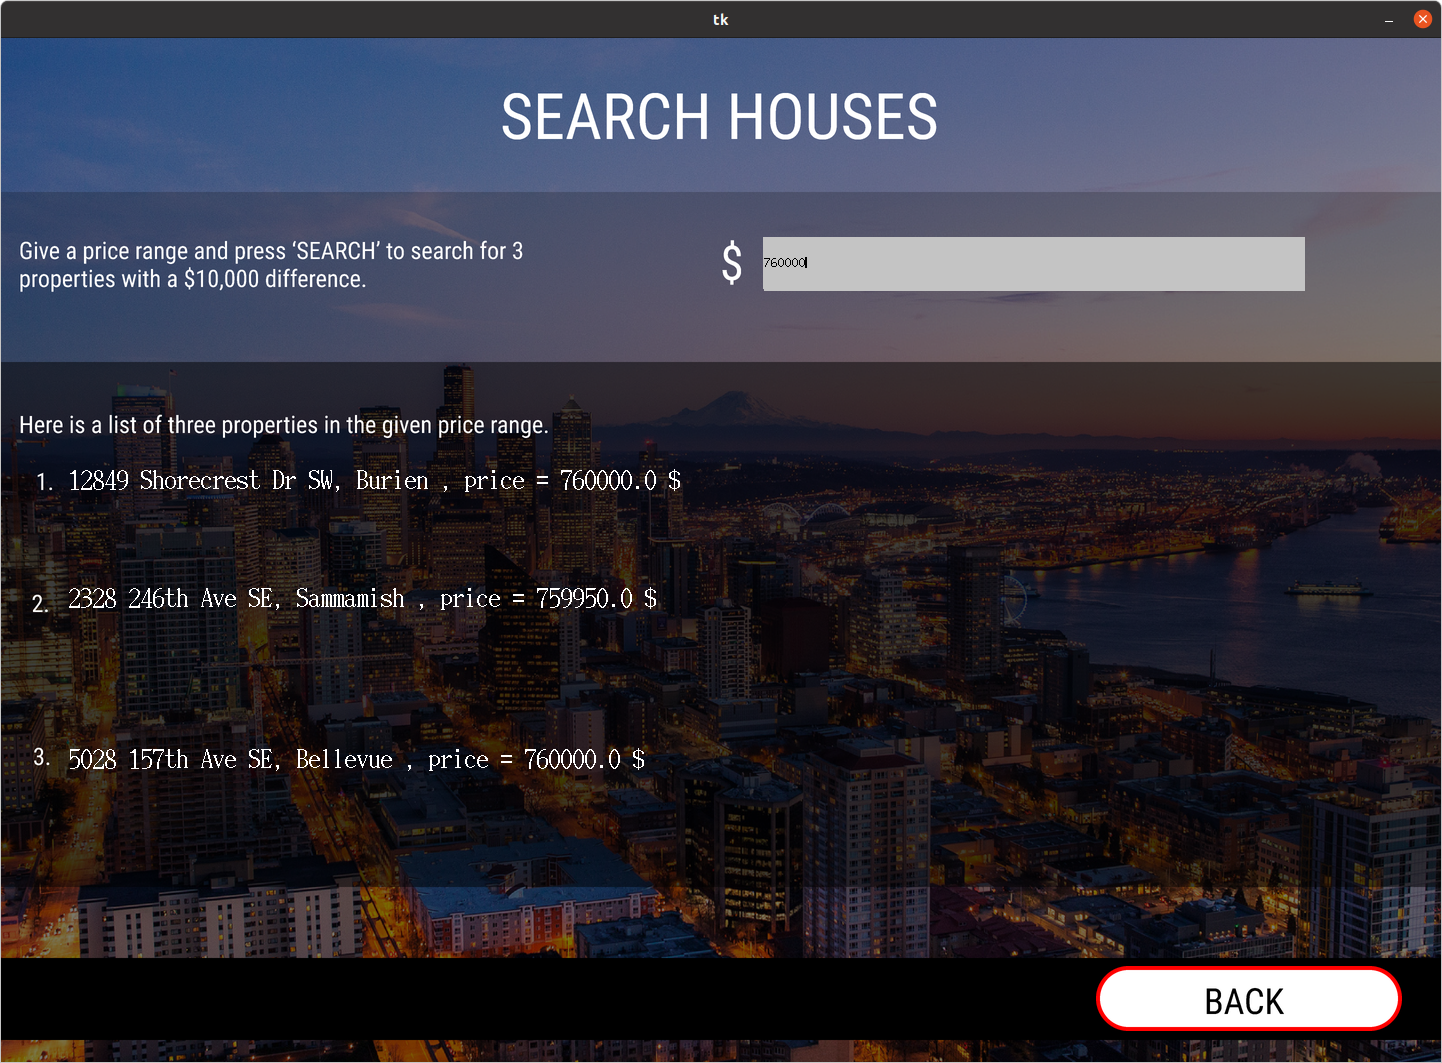 tk
SEARCH HOUSES
Give a price range and press ‘SEARCH’ to search for 3
properties with a $10,000 difference.
$ 760000
Here is a list of three properties in the given price range.
1. 12849 Shorecrest Dr SW, Burien , price = 760000.0 $
2. 2328 246th Ave SE, Sammamish , price = 759950.0 $
3. 5028 157th Ave SE, Bellevue , price = 760000.0 $
BACK